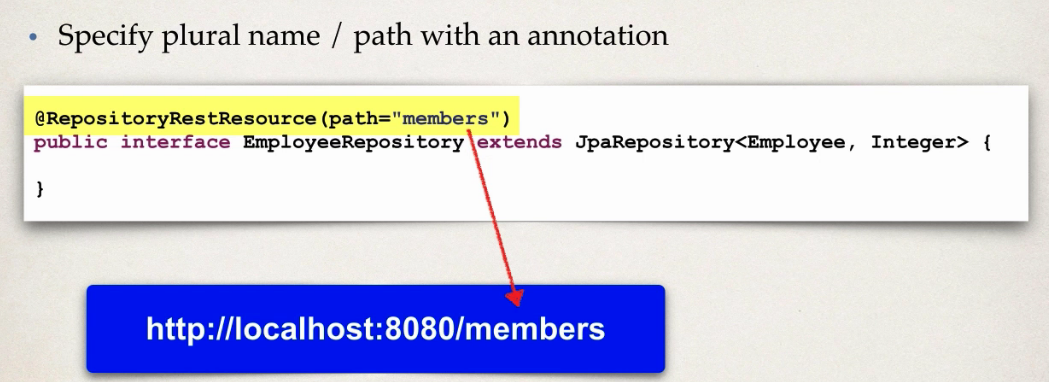 • Specify plural name / path with an annotation
@RepositoryRestResource(path="members")
public interface EmployeeRepository extends JpaRepository<Employee, Integer> {
}
http://localhost:8080/members